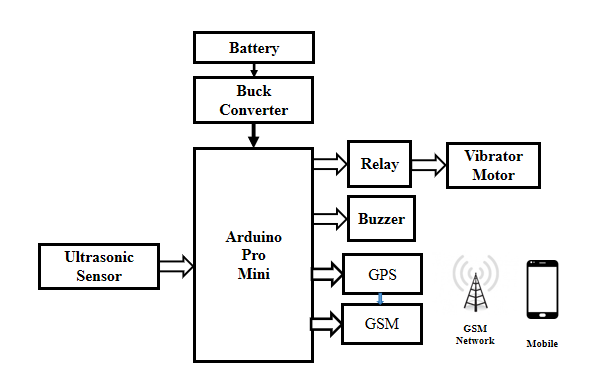 Battery
Buck
Converter
Relay
Vibrator
Motor
Buzzer
Arduino
Pro
Mini
Ultrasonic
Sensor
GPS
GSM
GSM
Network
Mobile